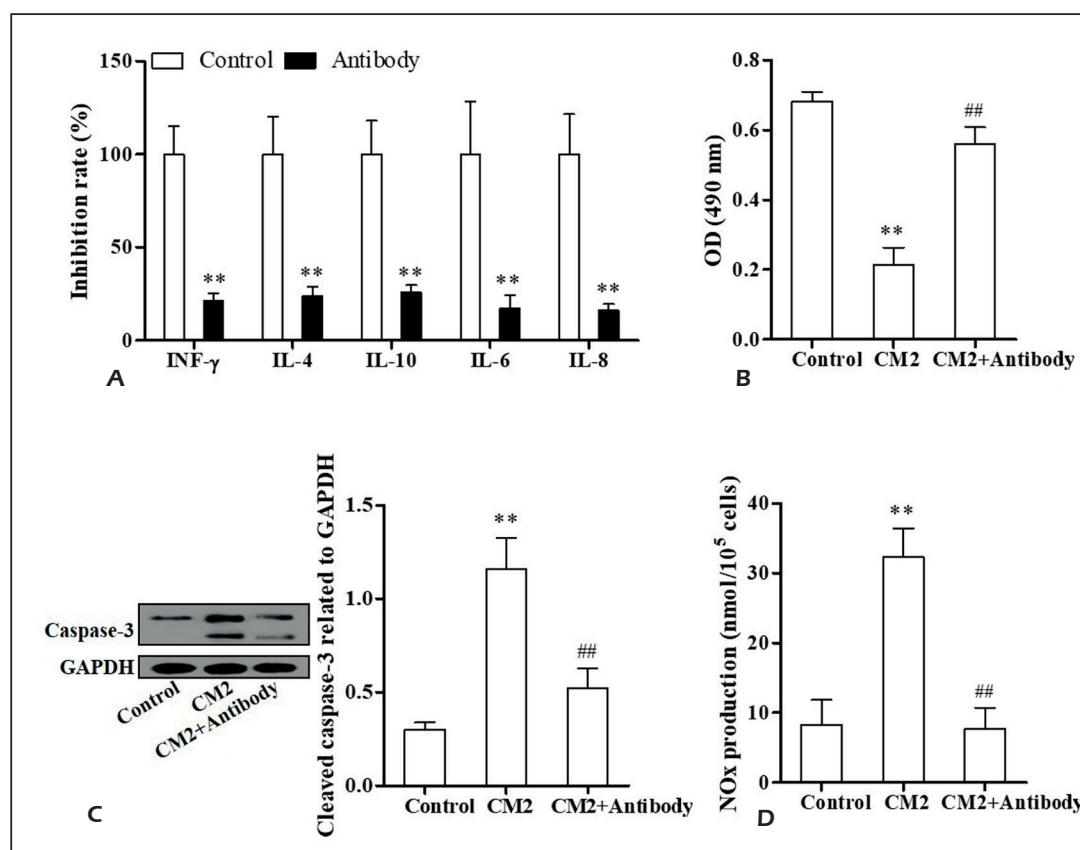 150
100
50
0
Inhibition rate (%)
Control Antibody
** ** ** ** **
INF-γ IL-4 IL-10 IL-6 IL-8
A
0.8
0.6
0.4
0.2
0.0
OD (490 nm)
**
##
Control CM2 CM2+Antibody
B
Caspase-3
GAPDH
Control
CM2
CM2+Antibody
C
1.5
1.0
0.5
0.0
Cleaved caspase-3 related to GAPDH
**
##
Control CM2 CM2+Antibody
40
30
20
10
0
NOx production (nmol/10⁵ cells)
**
##
Control CM2 CM2+Antibody
D